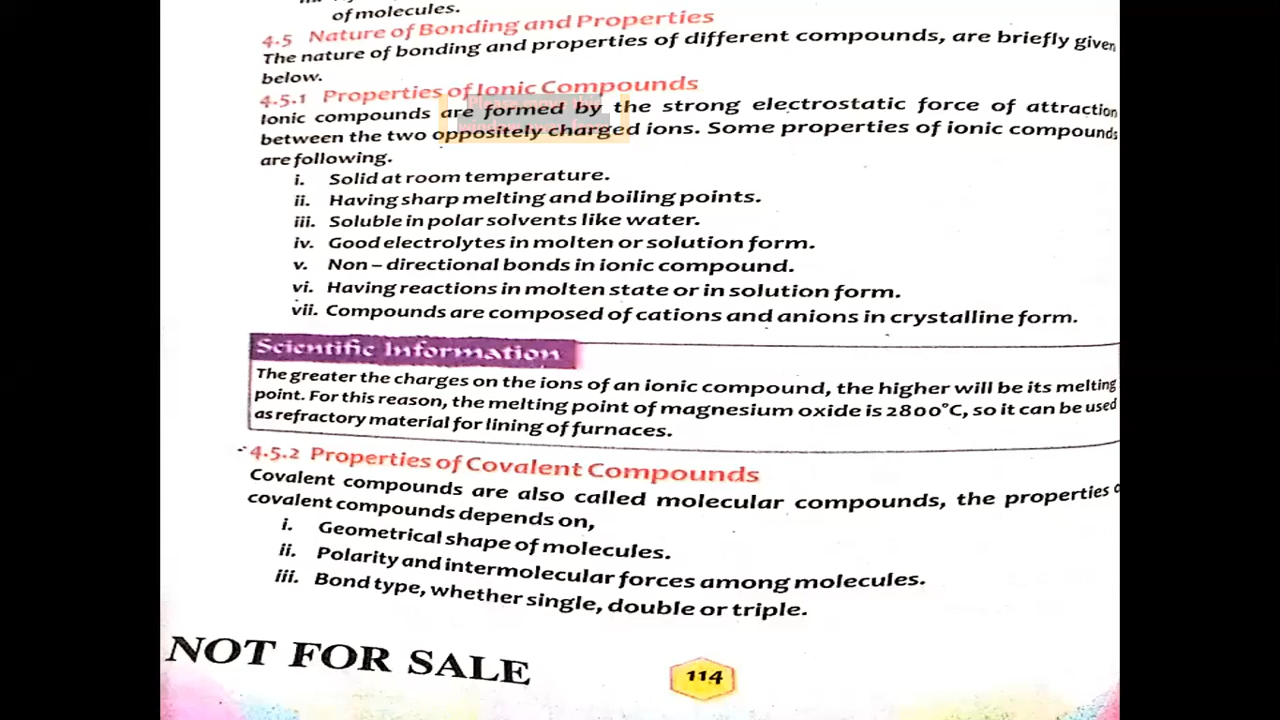 of molecules.
4.5 Nature of Bonding and Properties
The nature of bonding and properties of different compounds, are briefly given
below.
4.5.1 Properties of Ionic Compounds
Ionic compounds are formed by the strong electrostatic force of attraction
between the two oppositely charged ions. Some properties of ionic compounds
are following.
i. Solid at room temperature.
ii. Having sharp melting and boiling points.
iii. Soluble in polar solvents like water.
iv. Good electrolytes in molten or solution form.
v. Non – directional bonds in ionic compound.
vi. Having reactions in molten state or in solution form.
vii. Compounds are composed of cations and anions in crystalline form.
Scientific Information
The greater the charges on the ions of an ionic compound, the higher will be its melting
point. For this reason, the melting point of magnesium oxide is 2800°C, so it can be used
as refractory material for lining of furnaces.
4.5.2 Properties of Covalent Compounds
Covalent compounds are also called molecular compounds, the properties
covalent compounds depends on,
i. Geometrical shape of molecules.
ii. Polarity and intermolecular forces among molecules.
iii. Bond type, whether single, double or triple.
NOT FOR SALE
114